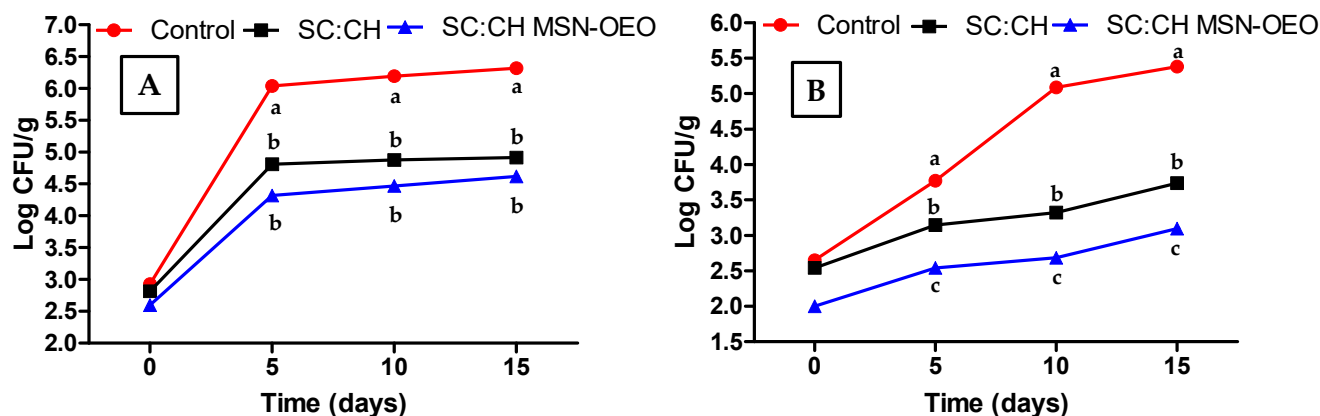 Control SC:CH SC:CH MSN-OEO
A
Log CFU/g
7.0
6.5
6.0
5.5
5.0
4.5
4.0
3.5
3.0
2.5
2.0
a a a
b b b
b b b
0 5 10 15
Time (days)
Control SC:CH SC:CH MSN-OEO
B
Log CFU/g
6.0
5.5
5.0
4.5
4.0
3.5
3.0
2.5
2.0
1.5
a a a
b b b
c c c
0 5 10 15
Time (days)